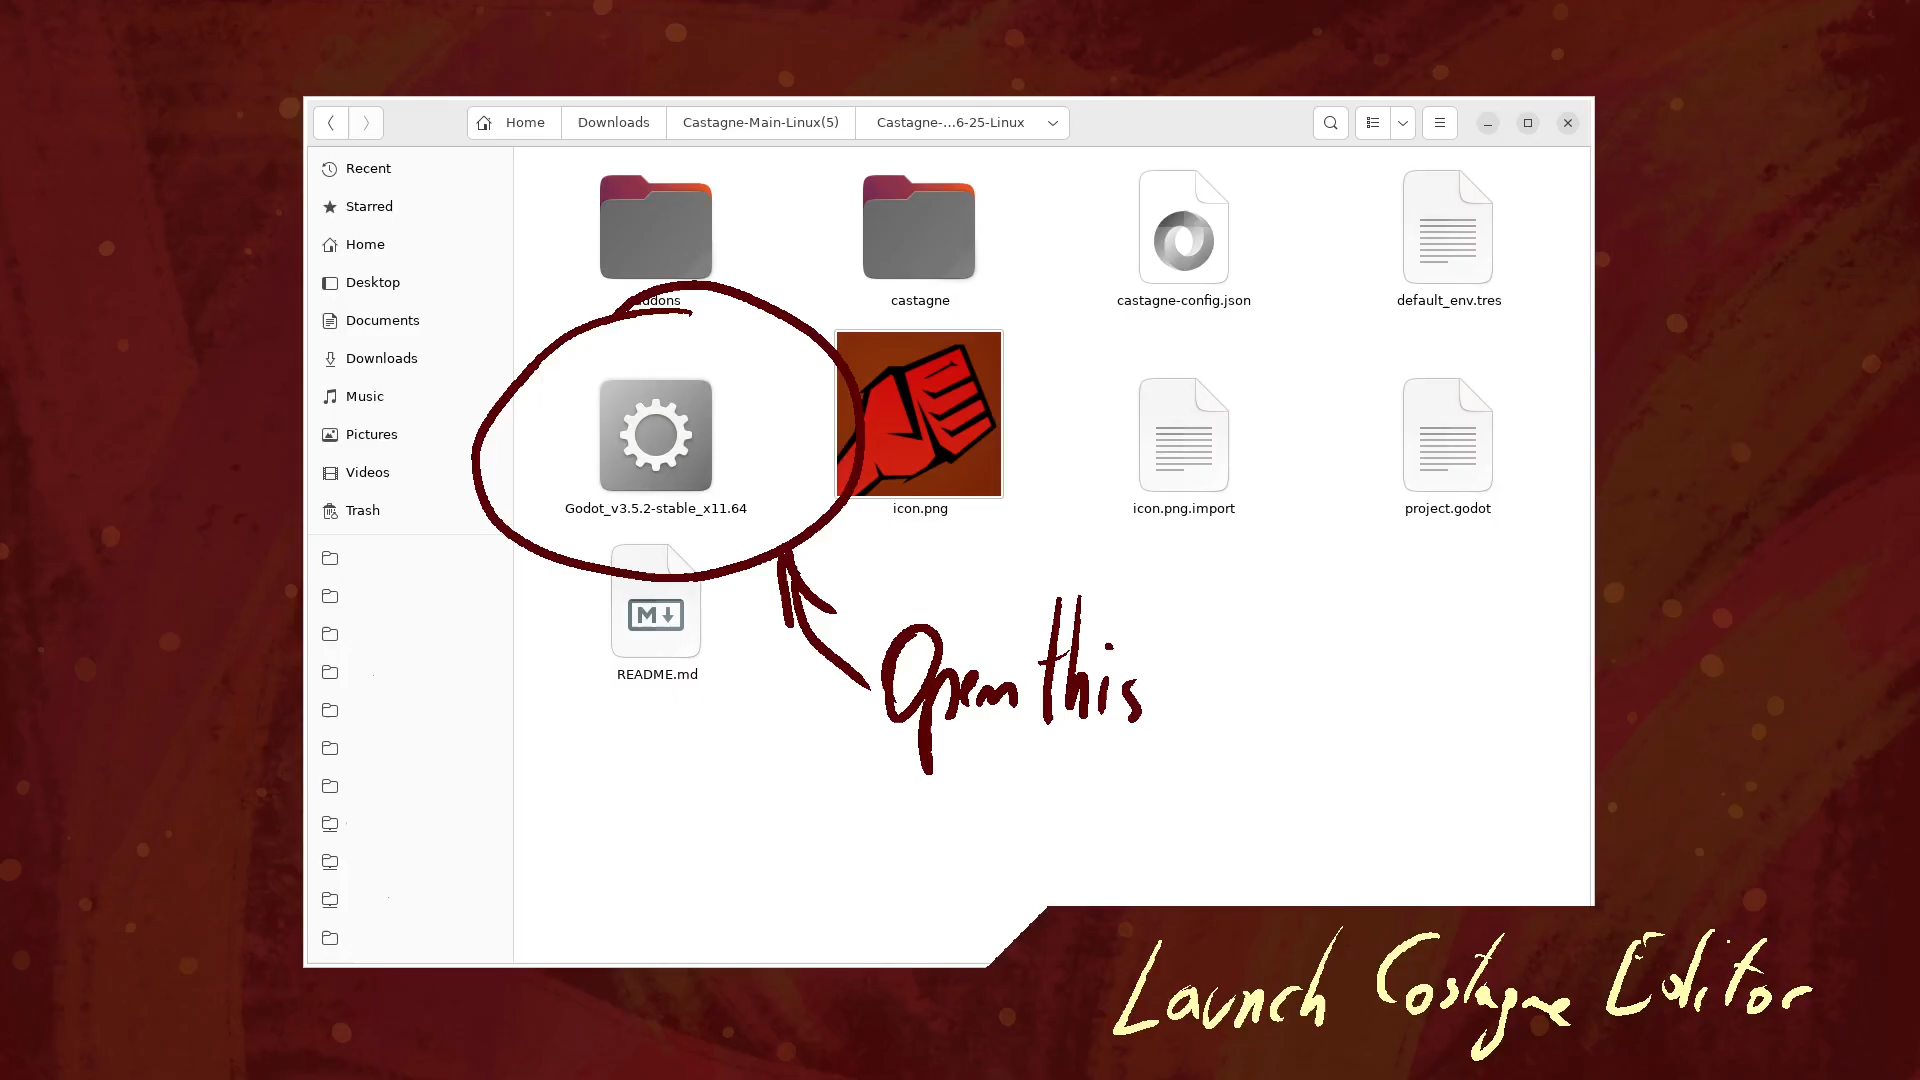 Home Downloads Castagne-Main-Linux(5) Castagne-...6-25-Linux
Recent
Starred
Home
Desktop
Documents
Downloads
Music
Pictures
Videos
Trash
addons castagne castagne-config.json default_env.tres
Godot_v3.5.2-stable_x11.64 icon.png icon.png.import project.godot
M
README.md
Open this
Launch Castagne Editor